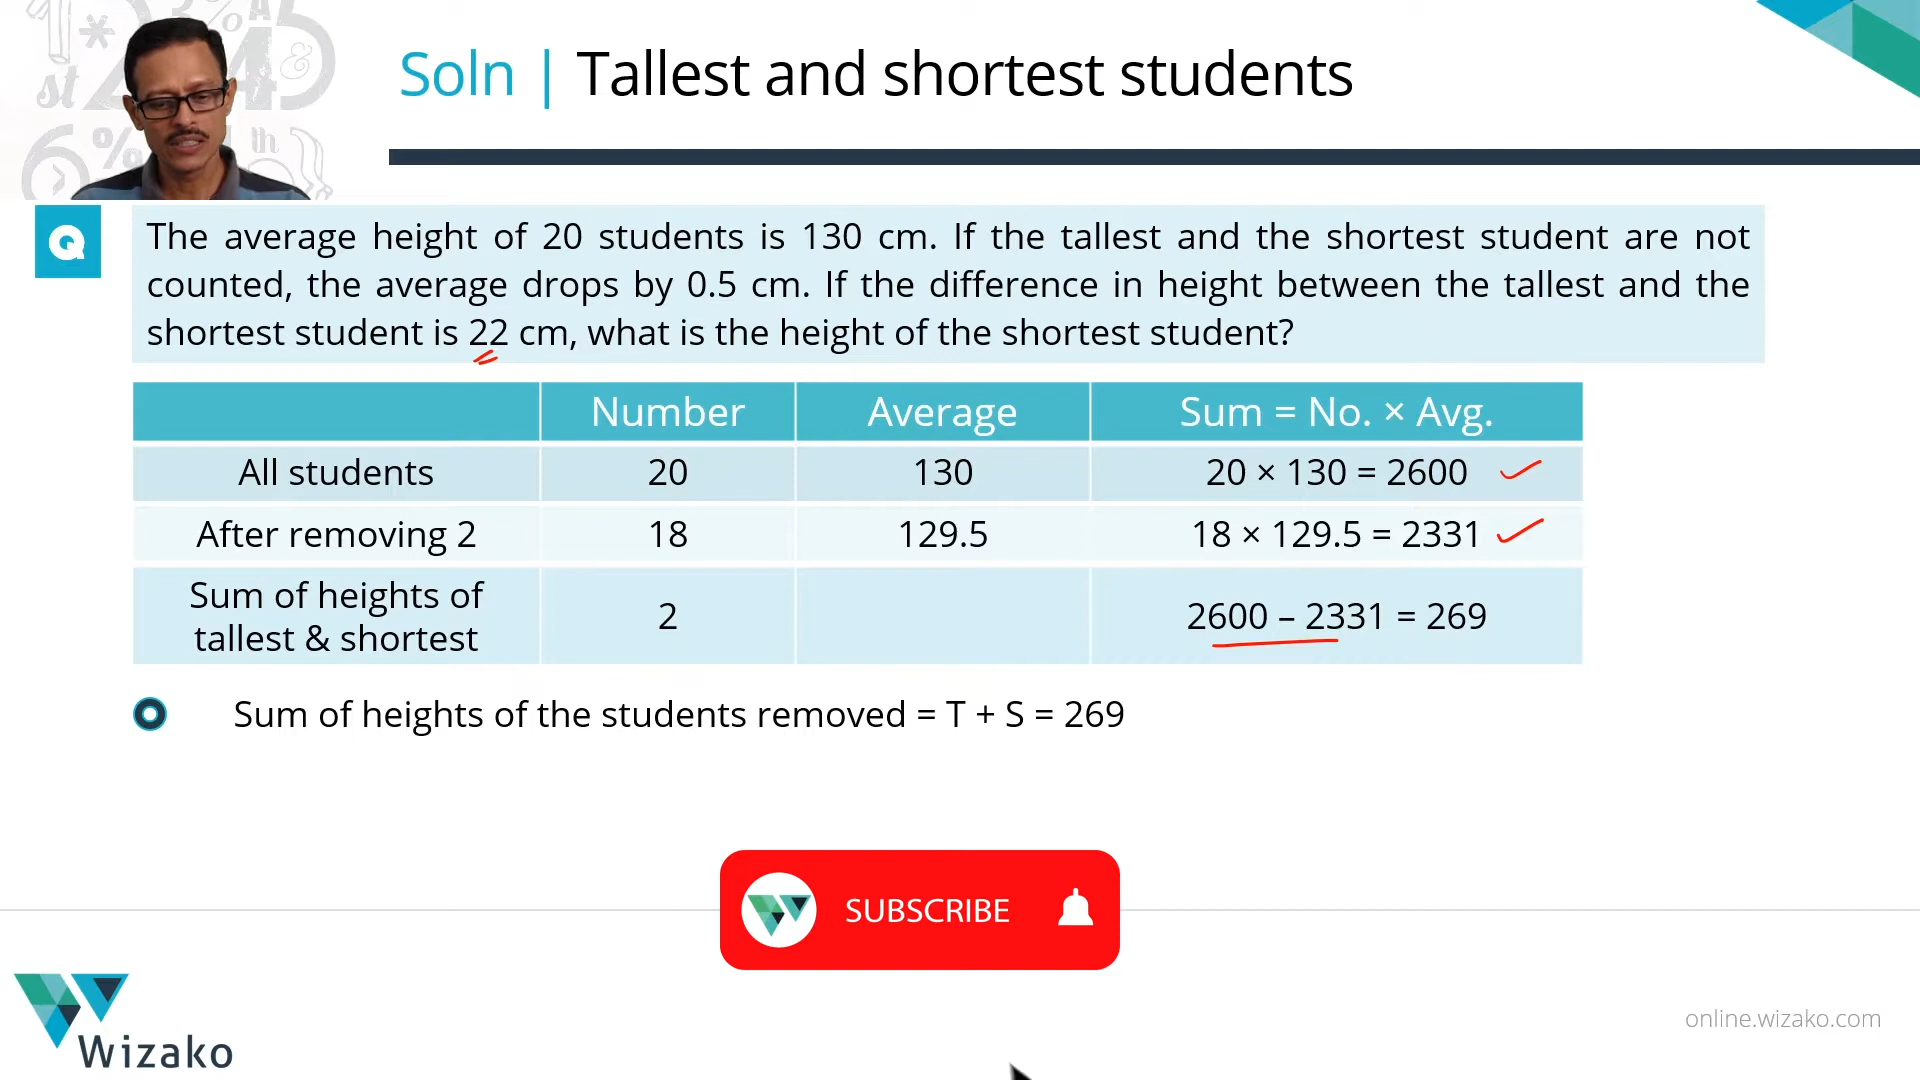 Soln | Tallest and shortest students
Q
The average height of 20 students is 130 cm. If the tallest and the shortest student are not
counted, the average drops by 0.5 cm. If the difference in height between the tallest and the
shortest student is 22 cm, what is the height of the shortest student?
Number Average Sum = No. × Avg.
All students 20 130 20 × 130 = 2600
After removing 2 18 129.5 18 × 129.5 = 2331
Sum of heights of
tallest & shortest 2 2600 – 2331 = 269
Sum of heights of the students removed = T + S = 269
SUBSCRIBE
Wizako
online.wizako.com